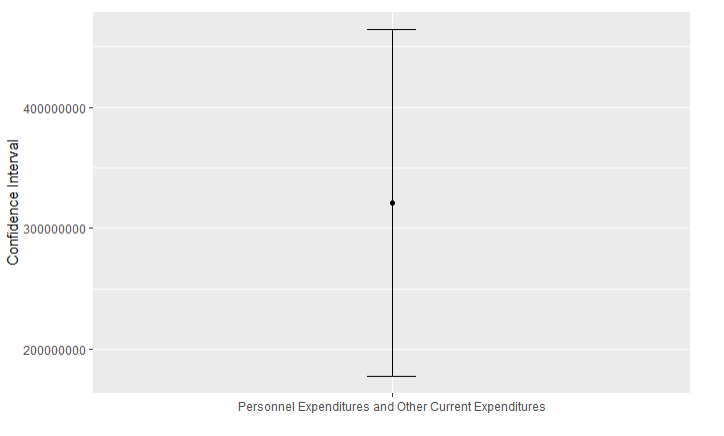 Confidence Interval
400000000
300000000
200000000
Personnel Expenditures and Other Current Expenditures